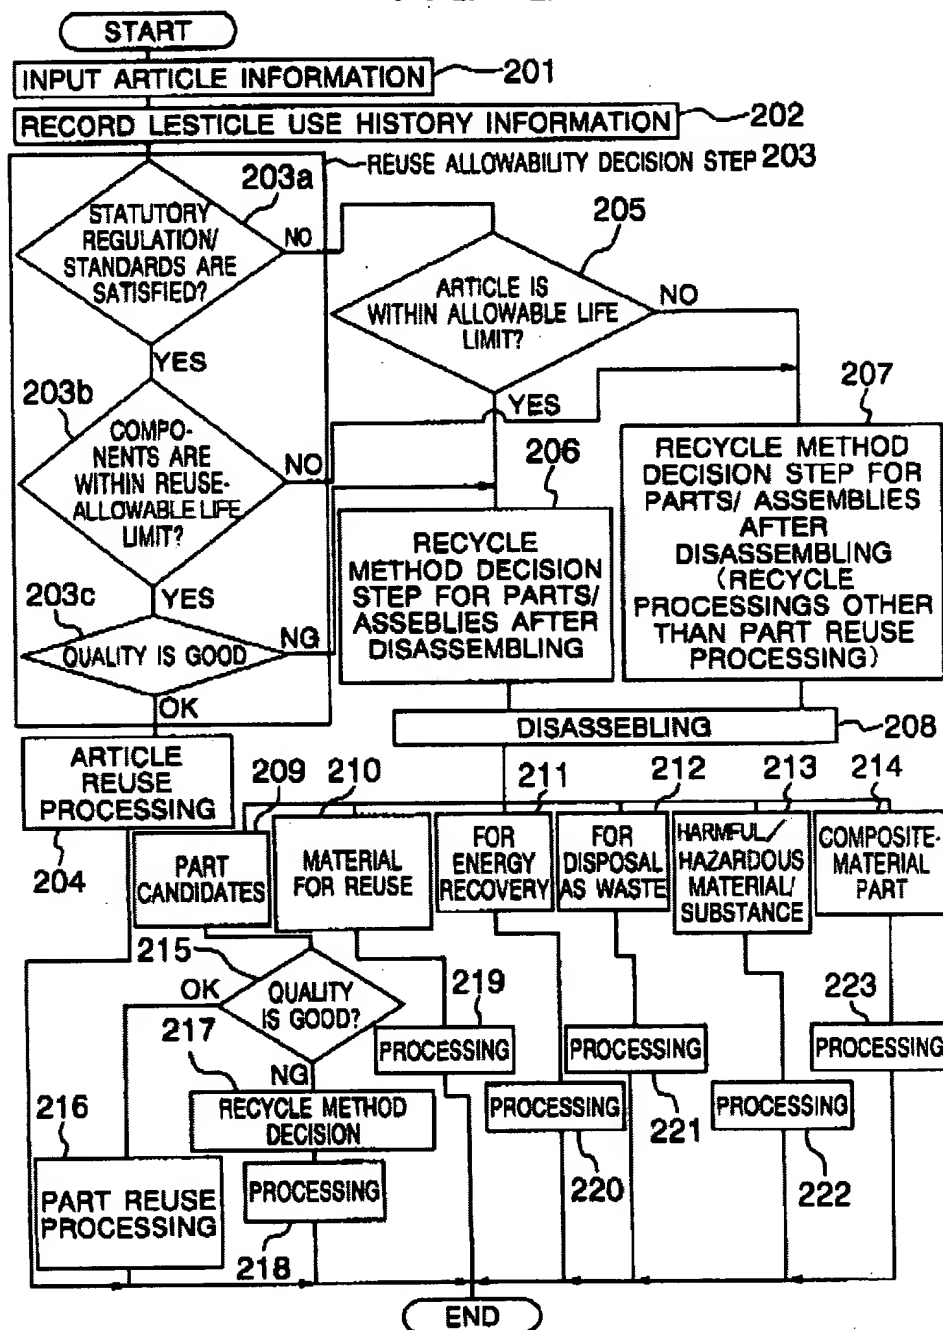 START
INPUT ARTICLE INFORMATION
201
RECORD LESTICLE USE HISTORY INFORMATION
202
REUSE ALLOWABILITY DECISION STEP 203
203a
STATUTORY
REGULATION/
STANDARDS ARE
SATISFIED?
NO
YES
205
ARTICLE IS
WITHIN ALLOWABLE LIFE
LIMIT?
NO
YES
203b
COMPO-
NENTS ARE
WITHIN REUSE-
ALLOWABLE LIFE
LIMIT?
NO
YES
206
RECYCLE
METHOD DECISION
STEP FOR PARTS/
ASSEBLIES AFTER
DISASSEMBLING
207
RECYCLE METHOD
DECISION STEP FOR
PARTS/ ASSEMBLIES
AFTER
DISASSEMBLING
(RECYCLE
PROCESSINGS OTHER
THAN PART REUSE
PROCESSING)
203c
QUALITY IS GOOD
NG
OK
DISASSEBLING
208
ARTICLE
REUSE
PROCESSING
204
209
PART
CANDIDATES
210
MATERIAL
FOR REUSE
211
FOR
ENERGY
RECOVERY
212
FOR
DISPOSAL
AS WASTE
213
HARMFUL/
HAZARDOUS
MATERIAL/
SUBSTANCE
214
COMPOSITE-
MATERIAL
PART
215
QUALITY
IS GOOD?
OK
NG
216
PART REUSE
PROCESSING
217
RECYCLE METHOD
DECISION
PROCESSING
218
219
PROCESSING
PROCESSING
220
PROCESSING
221
PROCESSING
222
223
PROCESSING
END